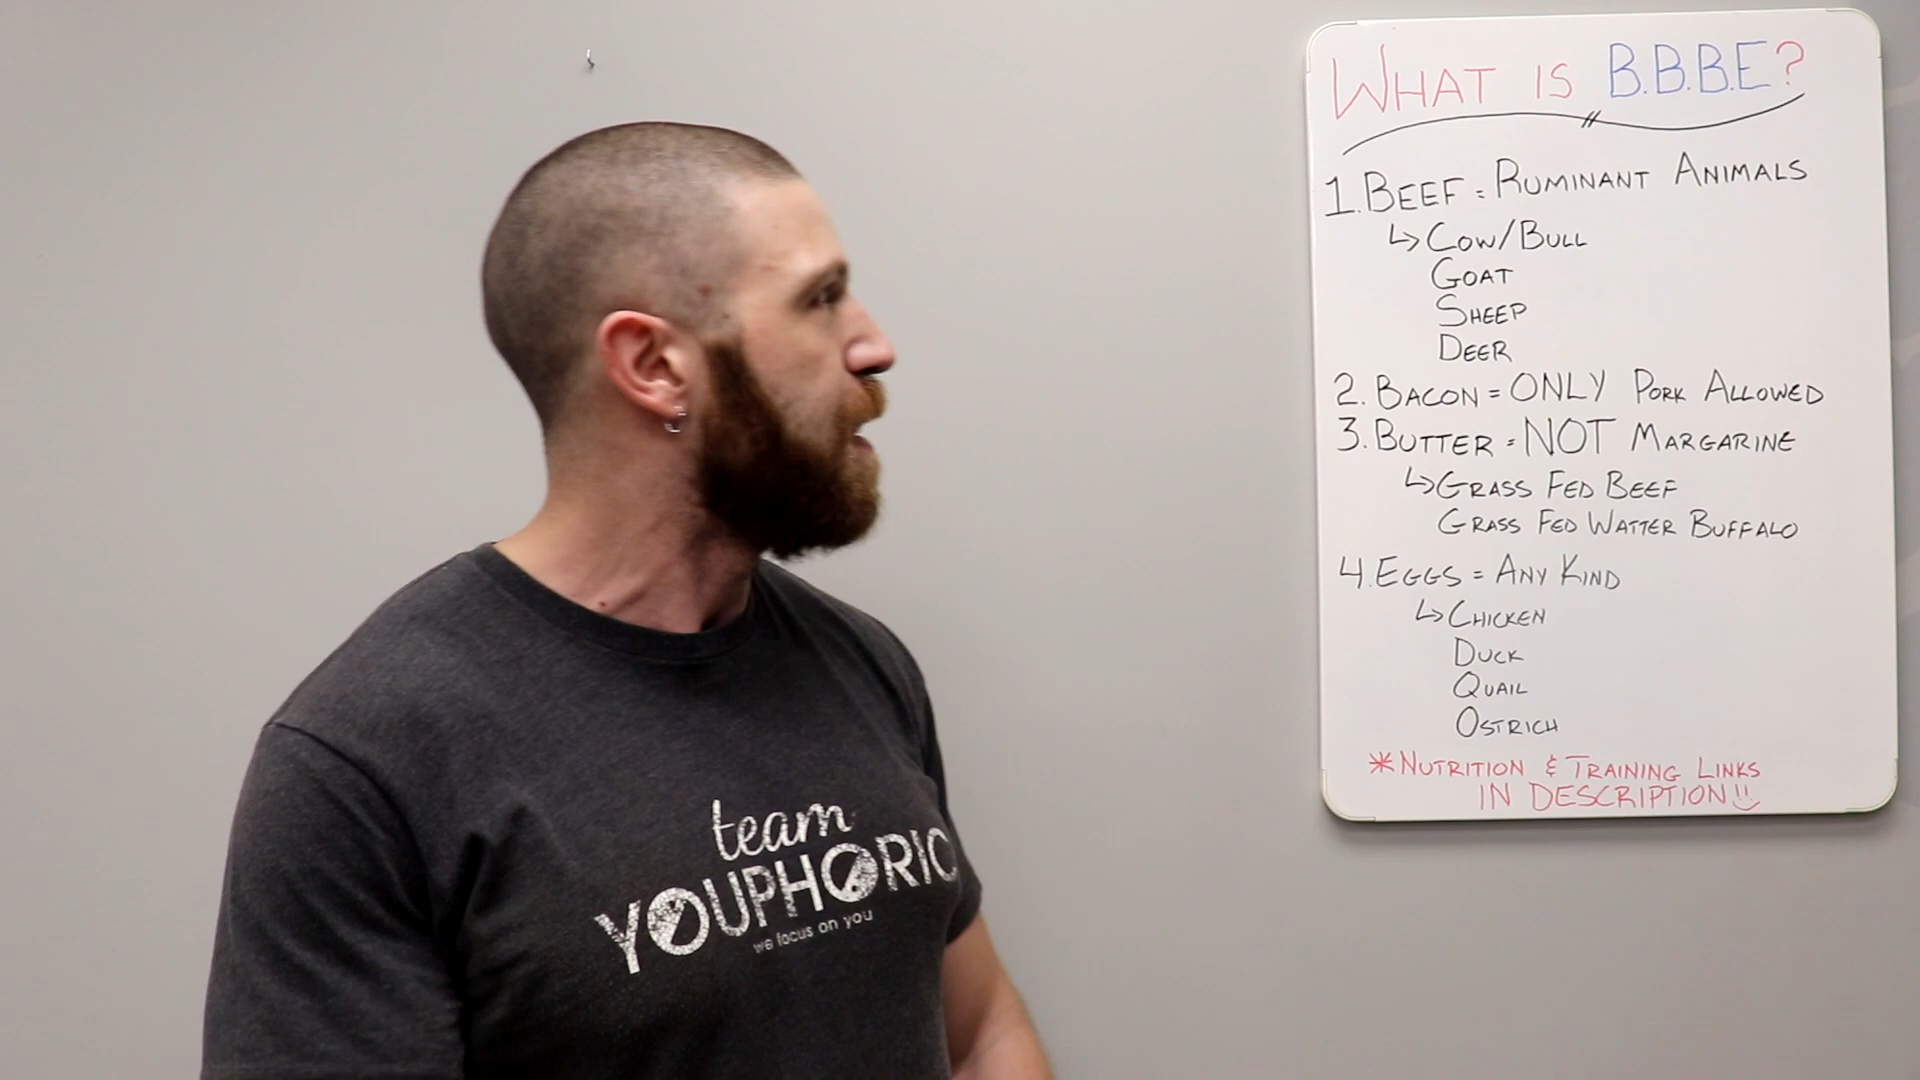 WHAT IS B.B.B.E?
1. BEEF = RUMINANT ANIMALS
↳ COW/BULL
GOAT
SHEEP
DEER
2. BACON = ONLY PORK ALLOWED
3. BUTTER = NOT MARGARINE
↳ GRASS FED BEEF
GRASS FED WATTER BUFFALO
4. EGGS = ANY KIND
↳ CHICKEN
DUCK
QUAIL
OSTRICH
* NUTRITION & TRAINING LINKS
IN DESCRIPTION!!
team
YOUPHORIC
we focus on you